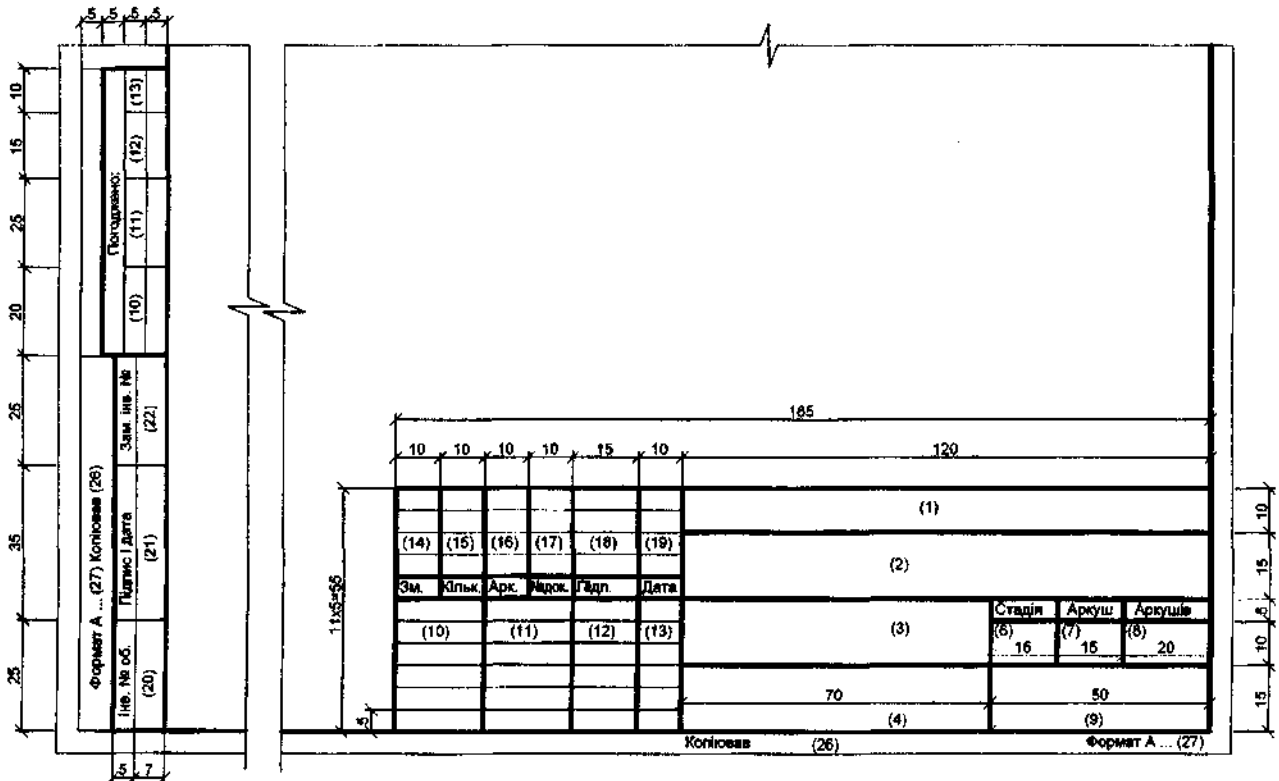 5 5 5 5
10 15 25 20 25 35 25
Погоджено:
(13)
(12)
(11)
(10)
Зам. інв. №
(22)
Підпис і дата
(21)
Інв. № об.
(20)
Формат А ... (27) Копіював (26)
5 7
185
10 10 10 10 15 10 120
(1)
10
(14) (15) (16) (17) (18) (19)
(2)
15
Зм. Кільк. Арк. №док. Підп. Дата
11x5=55
(3)
Стадія Аркуш Аркушів
5
(10) (11) (12) (13)
(6) (7) (8)
15 15 20
10
70 50
15
5
(4) (9)
Копіював (26) Формат А ... (27)